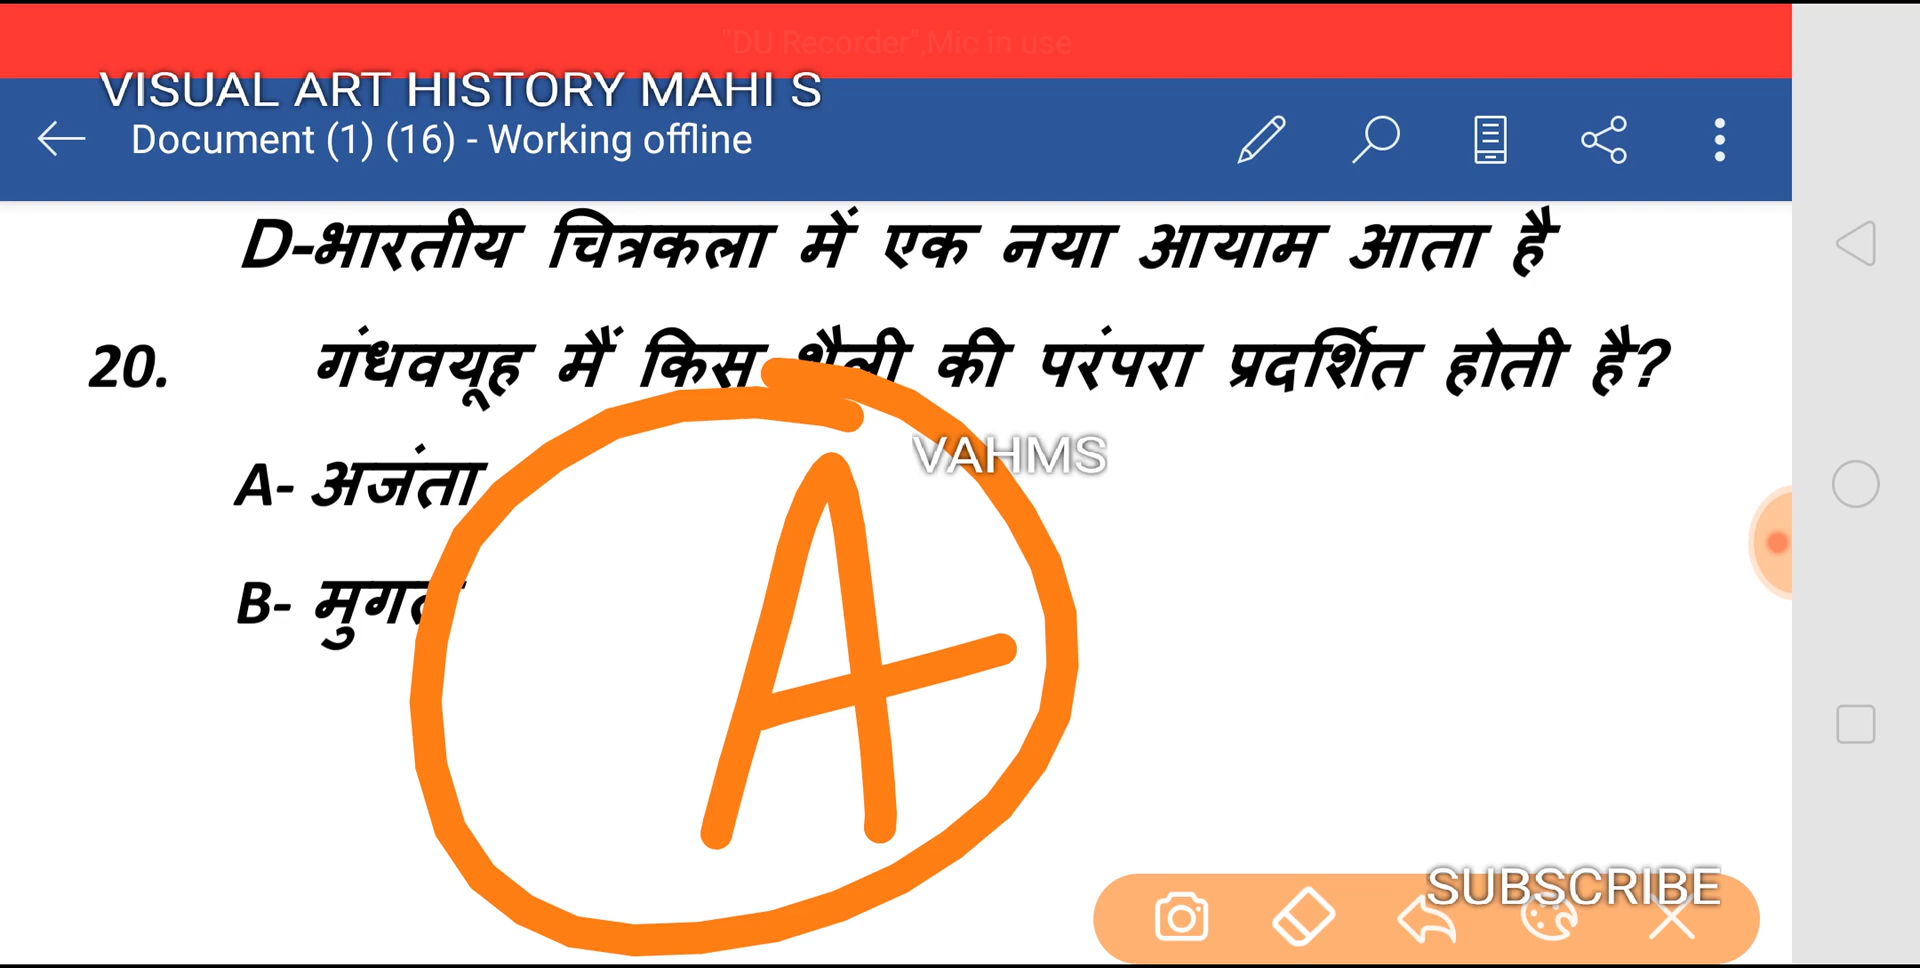 "DU Recorder",Mic in use
VISUAL ART HISTORY MAHI S
Document (1) (16) - Working offline
D-भारतीय चित्रकला में एक नया आयाम आता है
20. गंधवयूह मैं किस शैली की परंपरा प्रदर्शित होती है?
VAHMS
A- अजंता
B- मुगल
A
SUBSCRIBE